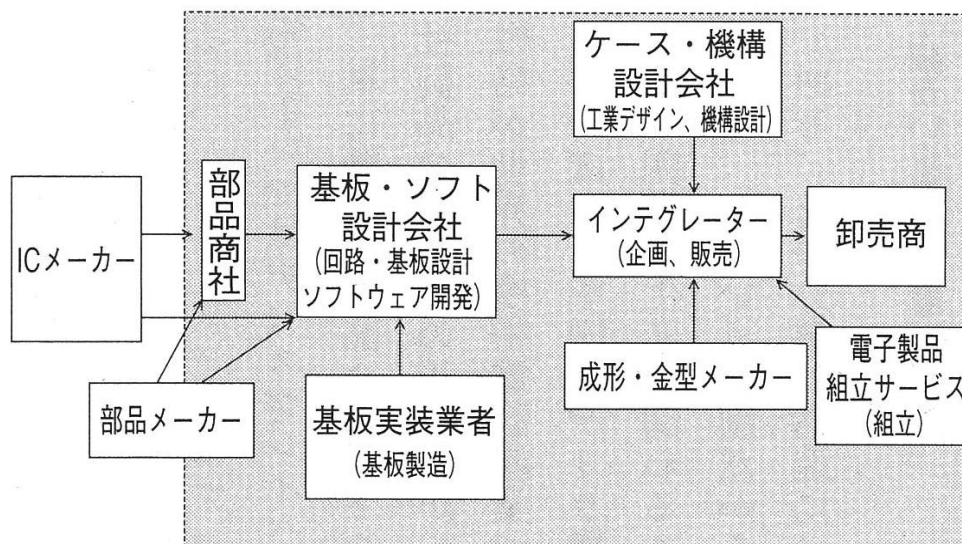 ケース・機構
設計会社
(工業デザイン、機構設計)
ICメーカー
部品商社
基板・ソフト
設計会社
(回路・基板設計
ソフトウェア開発)
インテグレーター
(企画、販売)
卸売商
部品メーカー
基板実装業者
(基板製造)
成形・金型メーカー
電子製品
組立サービス
(組立)